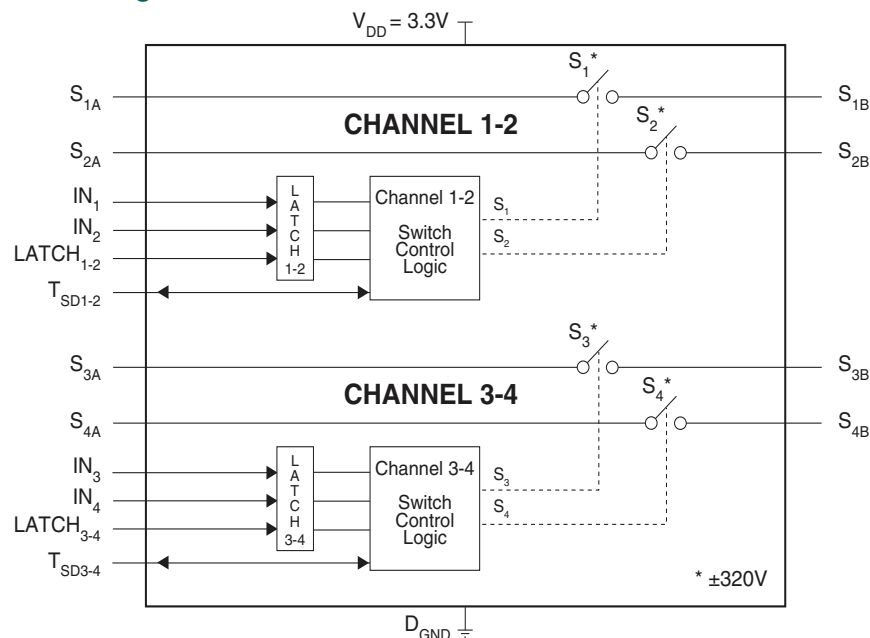 V_DD = 3.3V
S_1*
S_1A
S_1B
CHANNEL 1-2
S_2*
S_2A
S_2B
IN_1
IN_2
LATCH_1-2
T_SD1-2
LATCH
1-2
Channel 1-2
Switch
Control
Logic
S_1
S_2
S_3*
S_3A
S_3B
CHANNEL 3-4
S_4*
S_4A
S_4B
IN_3
IN_4
LATCH_3-4
T_SD3-4
LATCH
3-4
Channel 3-4
Switch
Control
Logic
S_3
S_4
* ±320V
D_GND